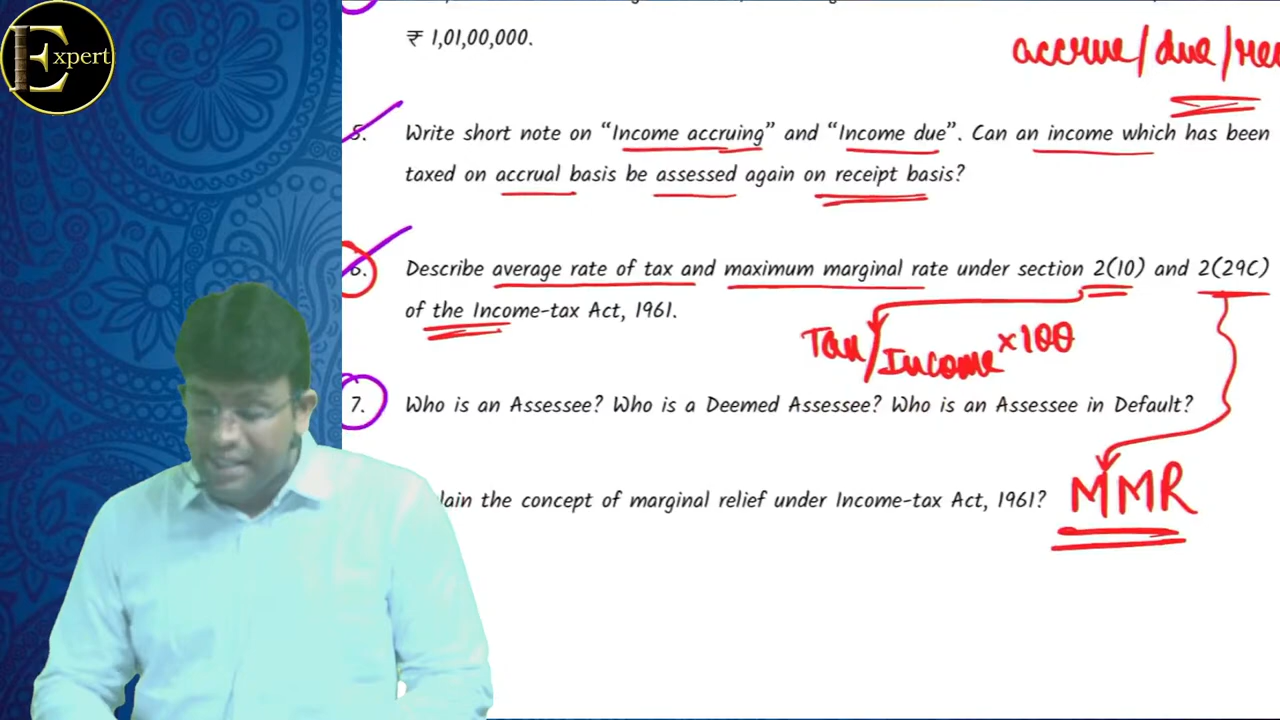 Expert
₹ 1,01,00,000.
accrue/due/rec
5. Write short note on “Income accruing” and “Income due”. Can an income which has been
taxed on accrual basis be assessed again on receipt basis?
6. Describe average rate of tax and maximum marginal rate under section 2(10) and 2(29C)
of the Income-tax Act, 1961.
Tax/Income×100
7. Who is an Assessee? Who is a Deemed Assessee? Who is an Assessee in Default?
lain the concept of marginal relief under Income-tax Act, 1961?
MMR